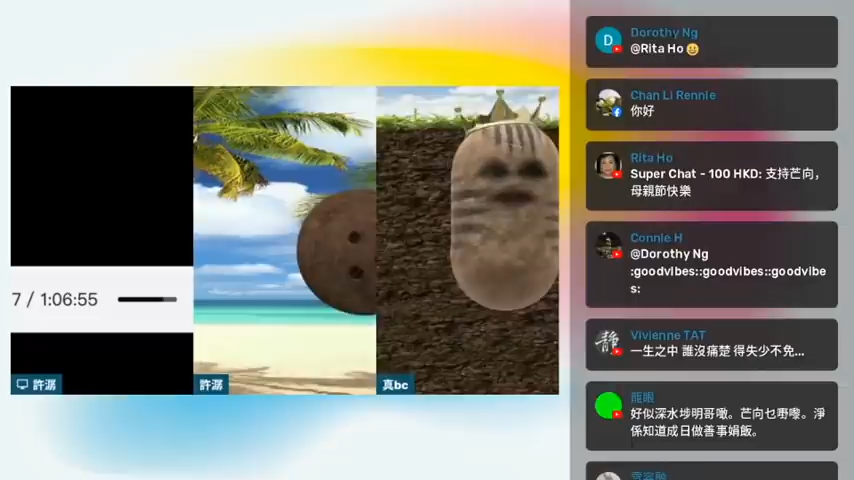 7 / 1:06:55
許潺
許潺
真bc
Dorothy Ng
@Rita Ho 😀
Chan Li Rennie
你好
Rita Ho
Super Chat - 100 HKD: 支持芒向，
母親節快樂
Connie H
@Dorothy Ng
:goodvibes::goodvibes::goodvibe
s:
Vivienne TAT
一生之中 誰沒痛楚 得失少不免...
龍眼
好似深水埗明哥噉。芒向乜嘢嚟。淨
係知道成日做善事娟飯。